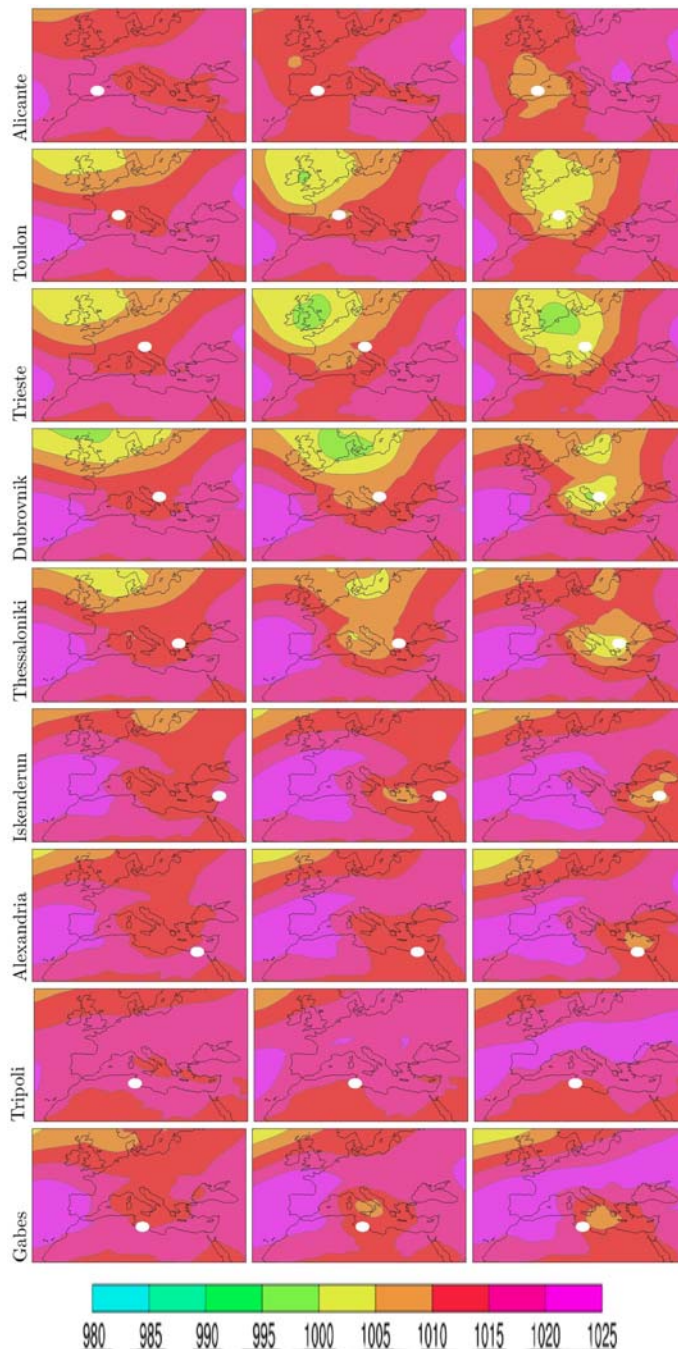 Alicante
Toulon
Trieste
Dubrovnik
Thessaloniki
Iskenderun
Alexandria
Tripoli
Gabes
980 985 990 995 1000 1005 1010 1015 1020 1025